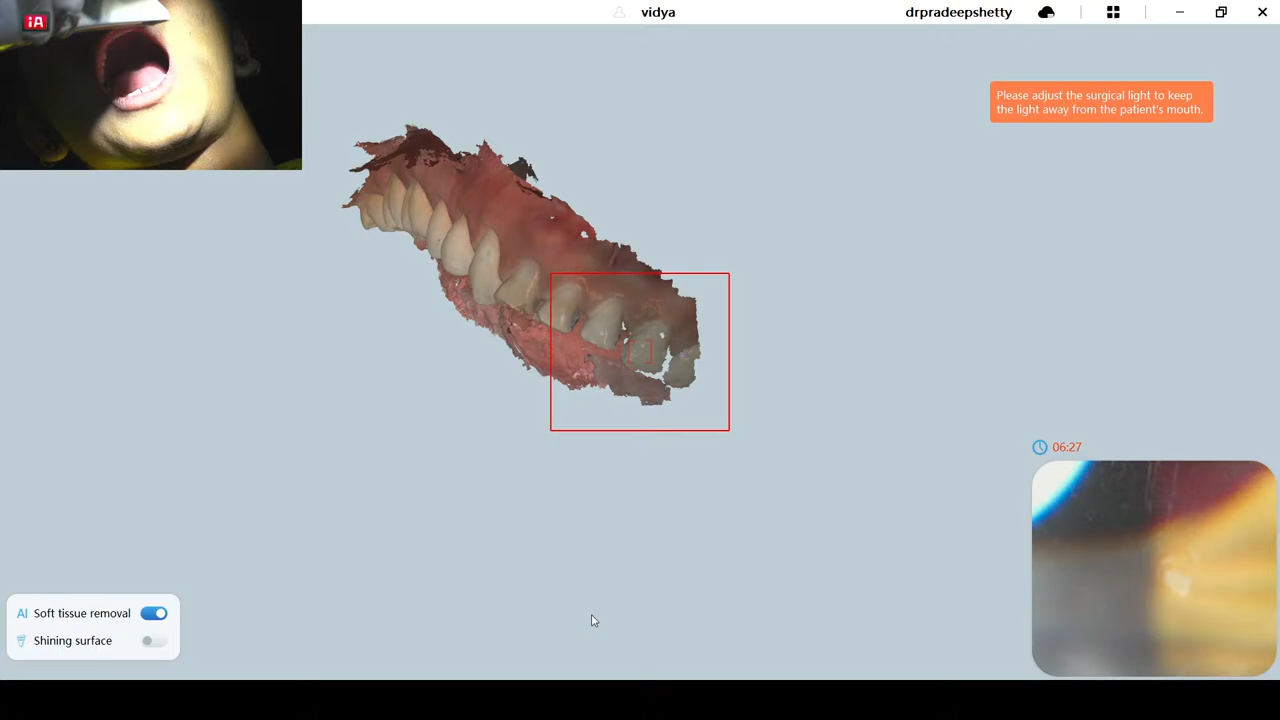 iA
vidya
drpradeepshetty
Please adjust the surgical light to keep
the light away from the patient's mouth.
06:27
AI Soft tissue removal
Shining surface